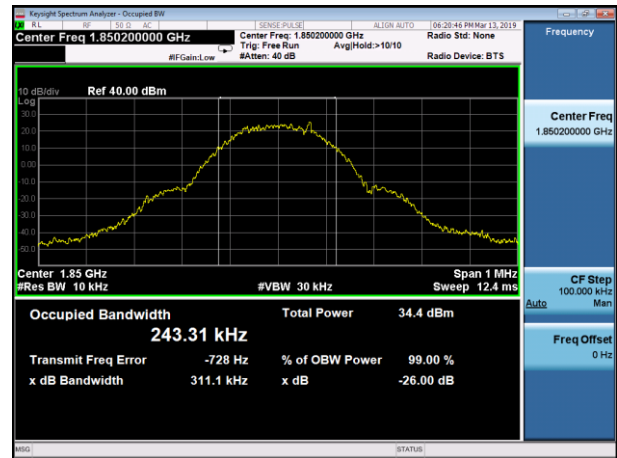 Keysight Spectrum Analyzer - Occupied BW
RL RF 50 Ω AC SENSE:PULSE ALIGN AUTO 06:20:46 PM Mar 13, 2019
Center Freq 1.850200000 GHz
Center Freq: 1.850200000 GHz Radio Std: None
Trig: Free Run Avg|Hold:>10/10
#IFGain:Low #Atten: 40 dB Radio Device: BTS
Frequency
10 dB/div Ref 40.00 dBm
Log
30.0
20.0
10.0
0.00
-10.0
-20.0
-30.0
-40.0
-50.0
Center 1.85 GHz Span 1 MHz
#Res BW 10 kHz #VBW 30 kHz Sweep 12.4 ms
Occupied Bandwidth Total Power 34.4 dBm
243.31 kHz
Transmit Freq Error -728 Hz % of OBW Power 99.00 %
x dB Bandwidth 311.1 kHz x dB -26.00 dB
Center Freq
1.850200000 GHz
CF Step
100.000 kHz
Auto Man
Freq Offset
0 Hz
MSG STATUS